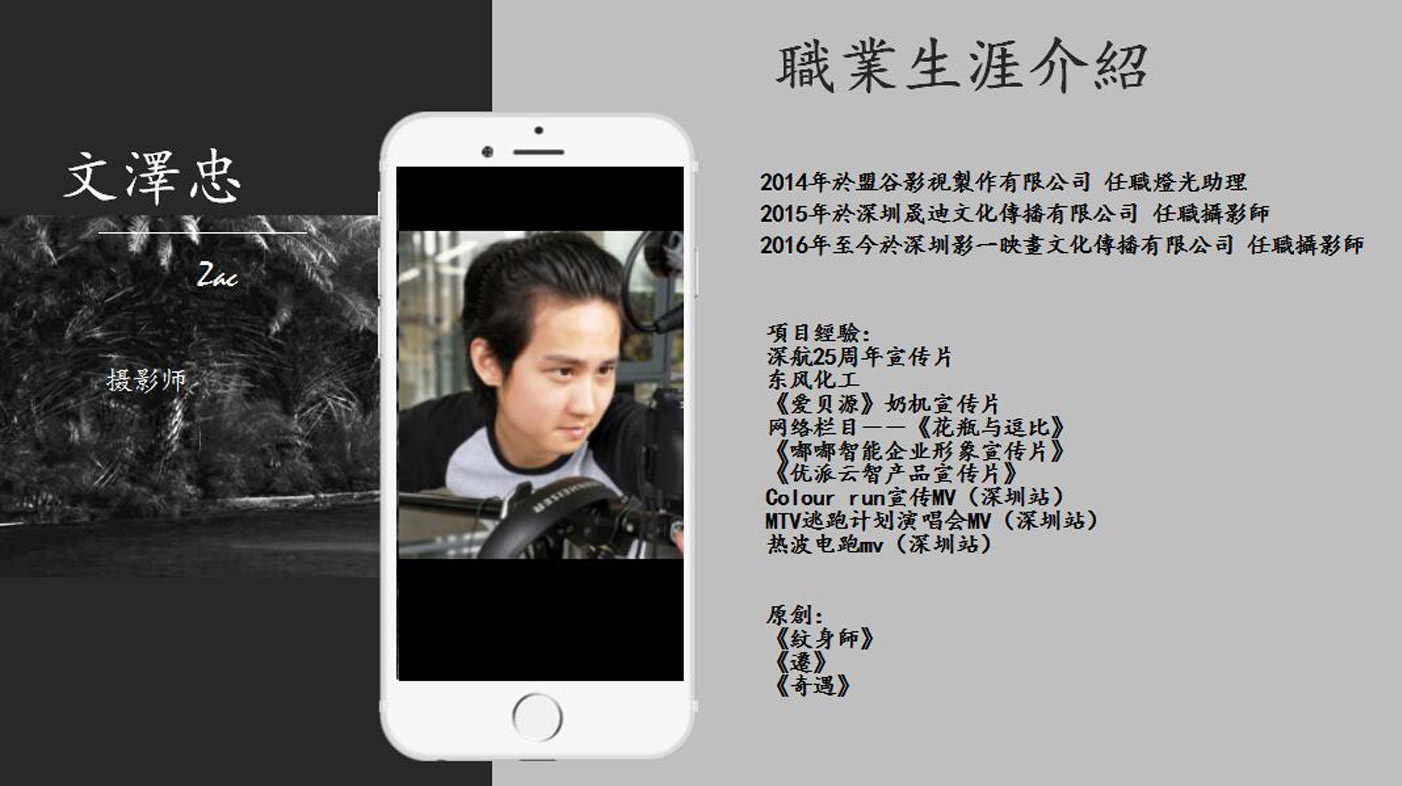 文澤忠
Zac
摄影师
職業生涯介紹
2014年於盟谷影視製作有限公司 任職燈光助理
2015年於深圳晟迪文化傳播有限公司 任職攝影師
2016年至今於深圳影一映畫文化傳播有限公司 任職攝影師
項目經驗:
深航25周年宣传片
东风化工
《爱贝源》奶机宣传片
网络栏目——《花瓶与逗比》
《嘟嘟智能企业形象宣传片》
《优派云智产品宣传片》
Colour run宣传MV（深圳站）
MTV逃跑计划演唱会MV（深圳站）
热波电跑mv（深圳站）
原創:
《紋身師》
《遷》
《奇遇》